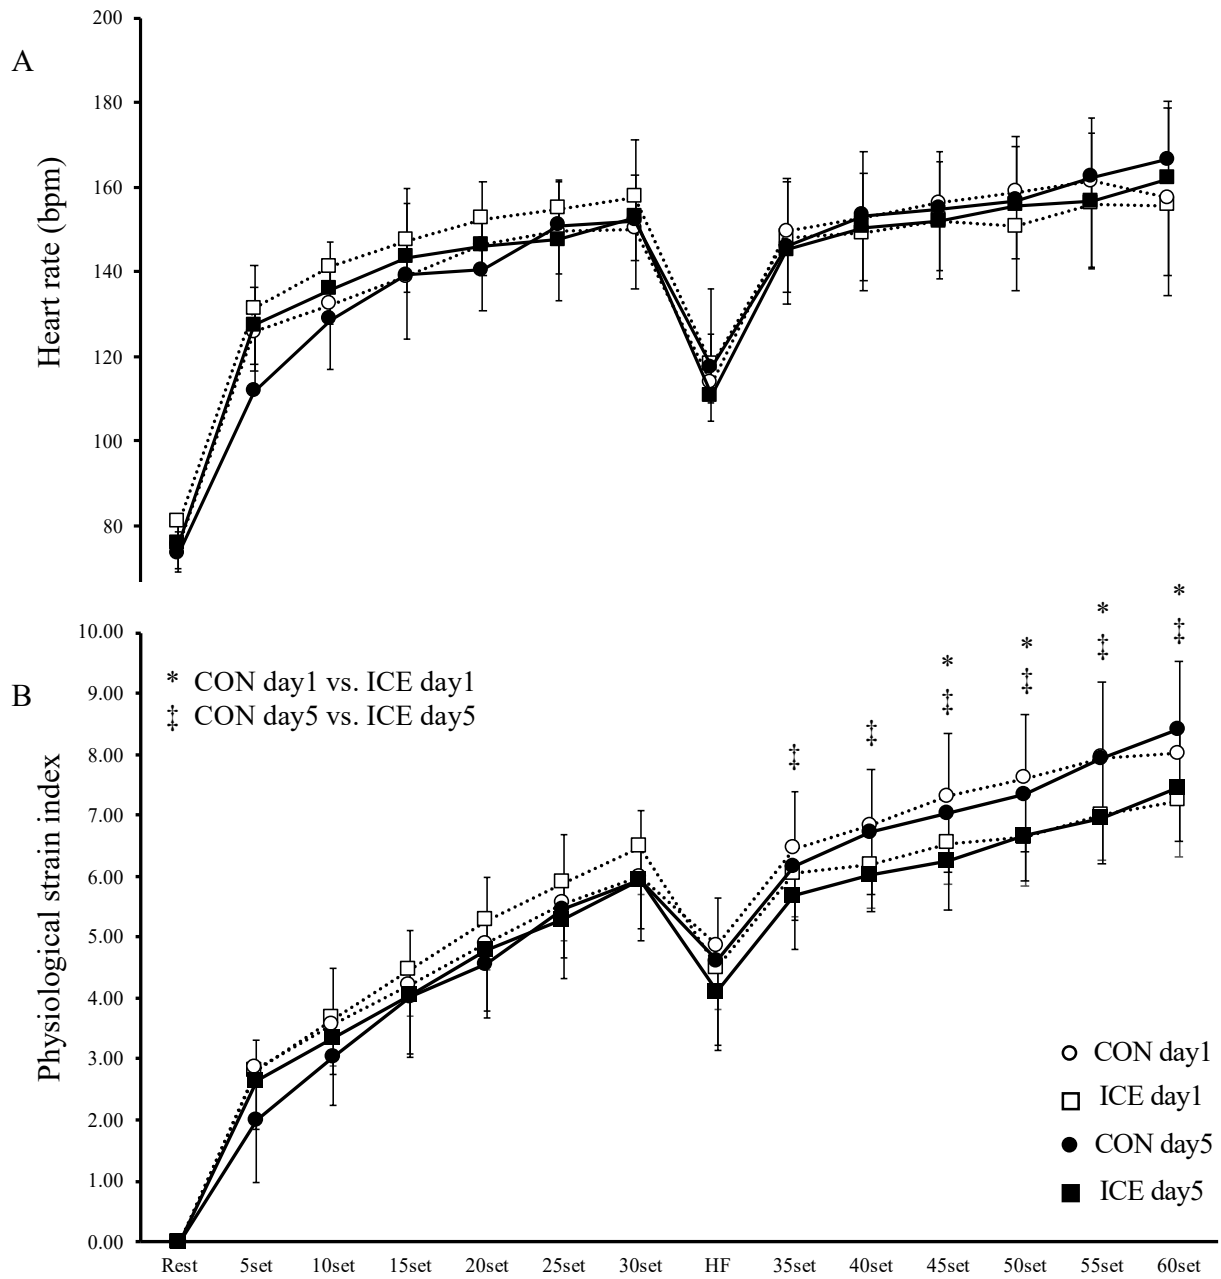 A
Heart rate (bpm)
200
180
160
140
120
100
80
B
Physiological strain index
10.00
9.00
8.00
7.00
6.00
5.00
4.00
3.00
2.00
1.00
0.00
* CON day1 vs. ICE day1
‡ CON day5 vs. ICE day5
* * * * *
‡ ‡ ‡ ‡ ‡ ‡
CON day1
ICE day1
CON day5
ICE day5
Rest 5set 10set 15set 20set 25set 30set HF 35set 40set 45set 50set 55set 60set